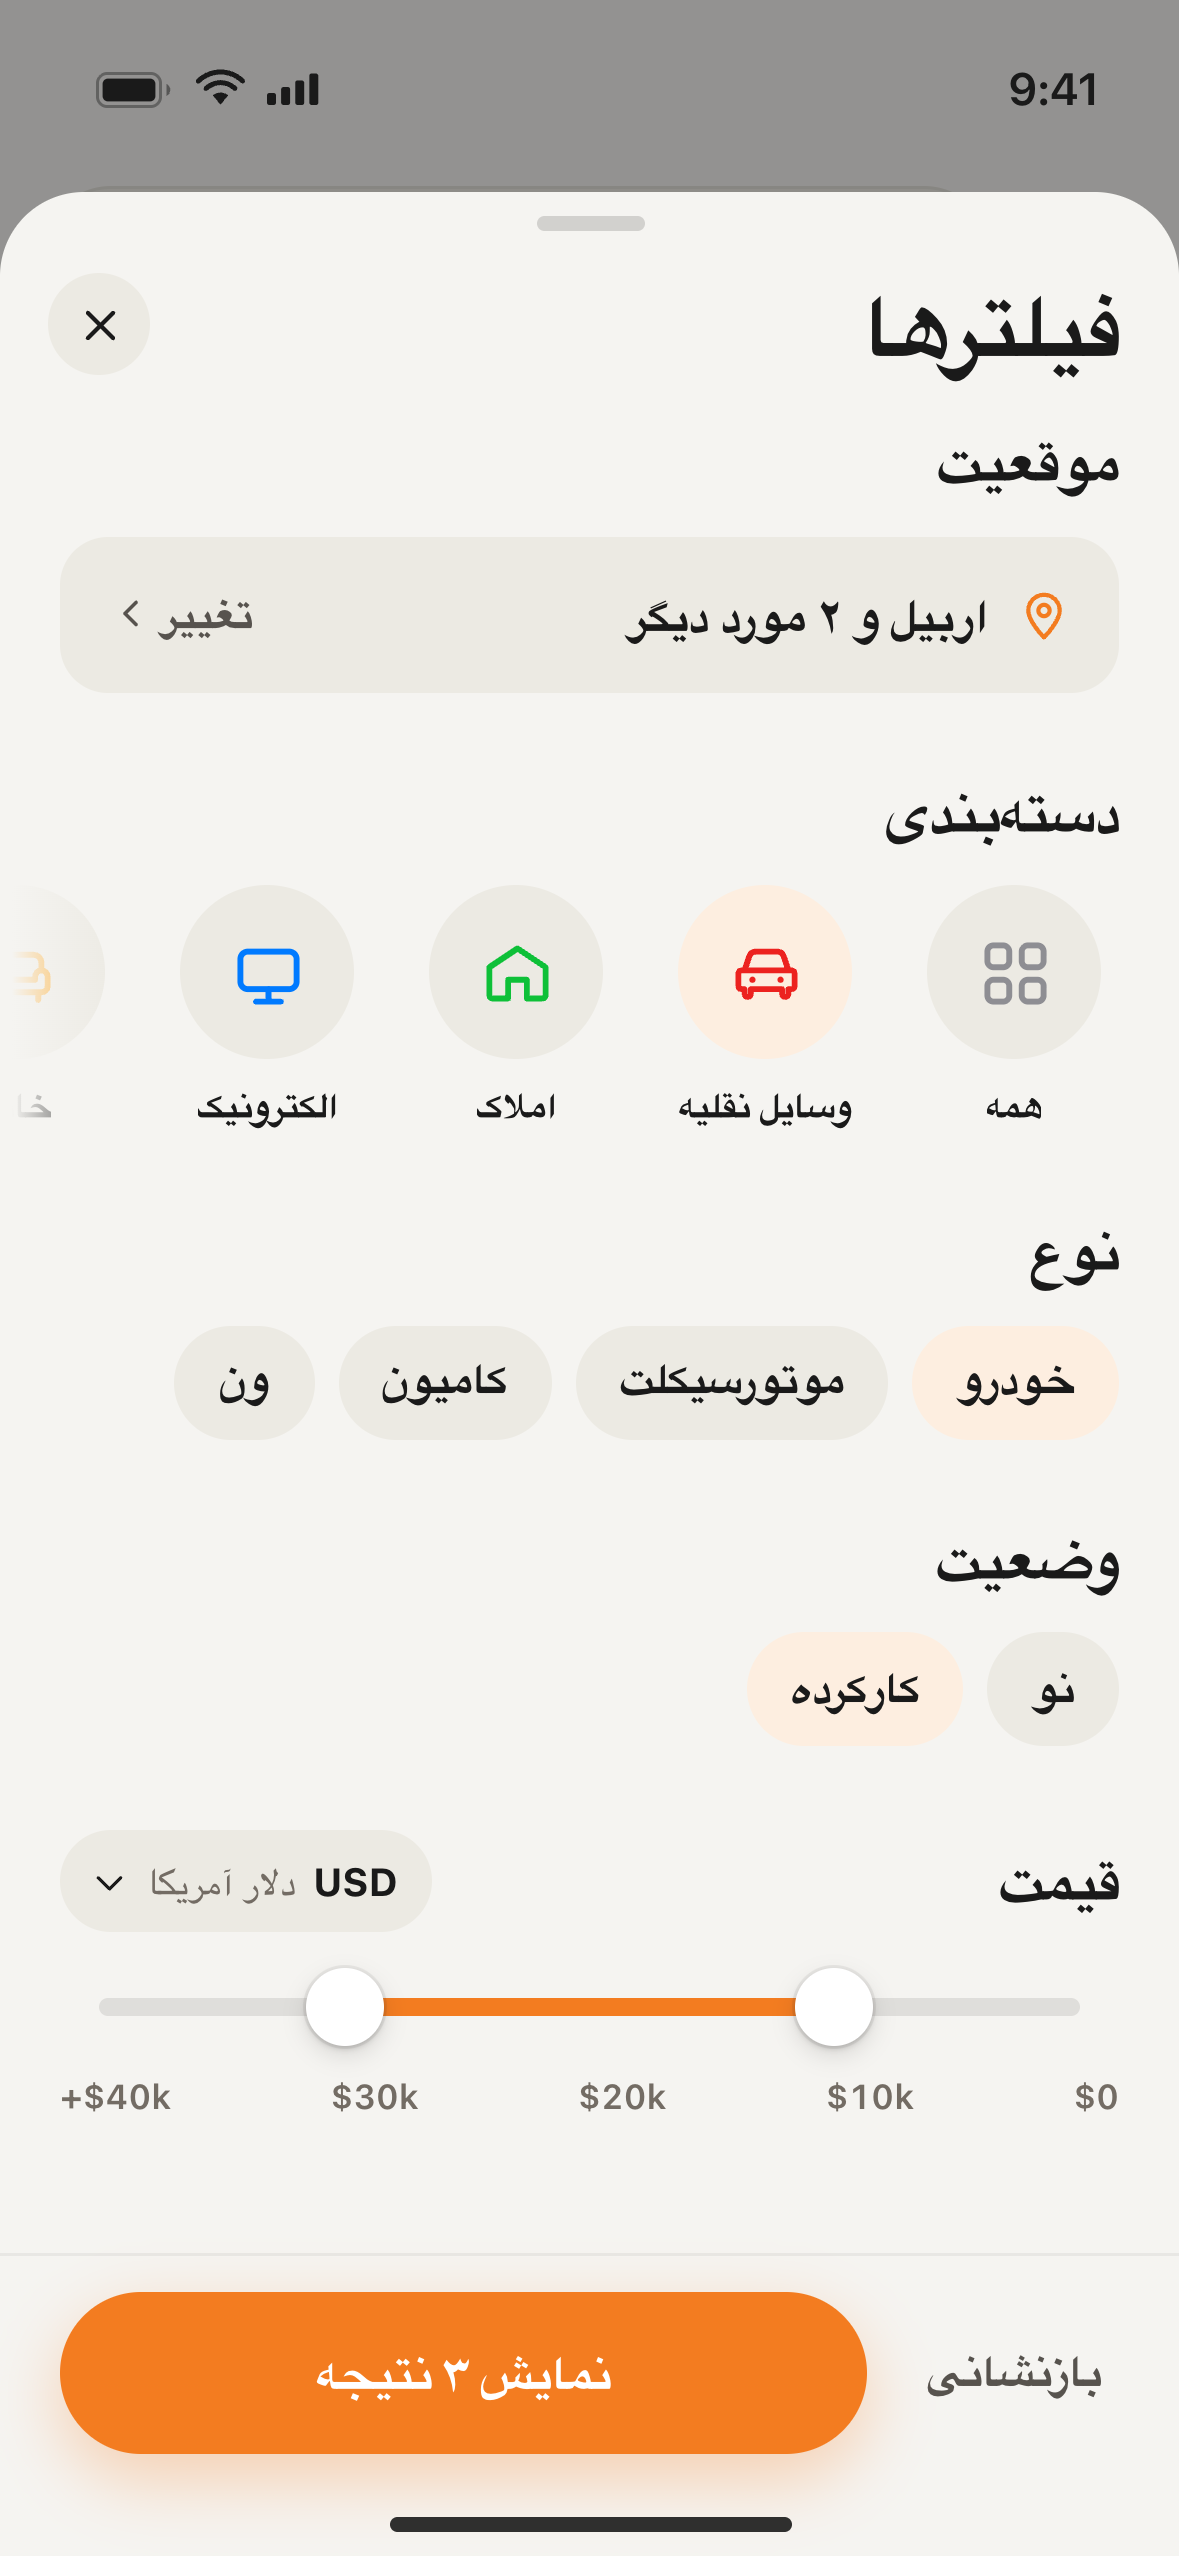 9:41
فیلترها
موقعیت
اربیل و ۲ مورد دیگر
تغییر
دسته‌بندی
همه
وسایل نقلیه
املاک
الکترونیک
نوع
خودرو
موتورسیکلت
کامیون
ون
وضعیت
نو
کارکرده
قیمت
USD دلار آمریکا
$0
$10k
$20k
$30k
+$40k
بازنشانی
نمایش ۳ نتیجه